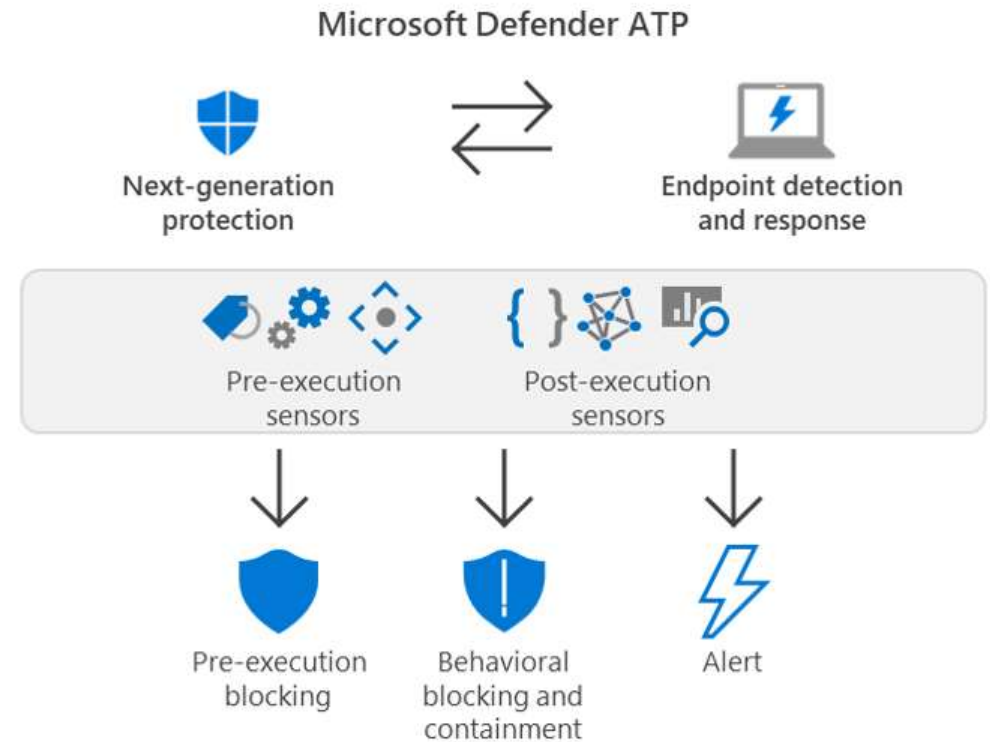 Microsoft Defender ATP
Next-generation
protection
Endpoint detection
and response
Pre-execution
sensors
Post-execution
sensors
Pre-execution
blocking
Behavioral
blocking and
containment
Alert